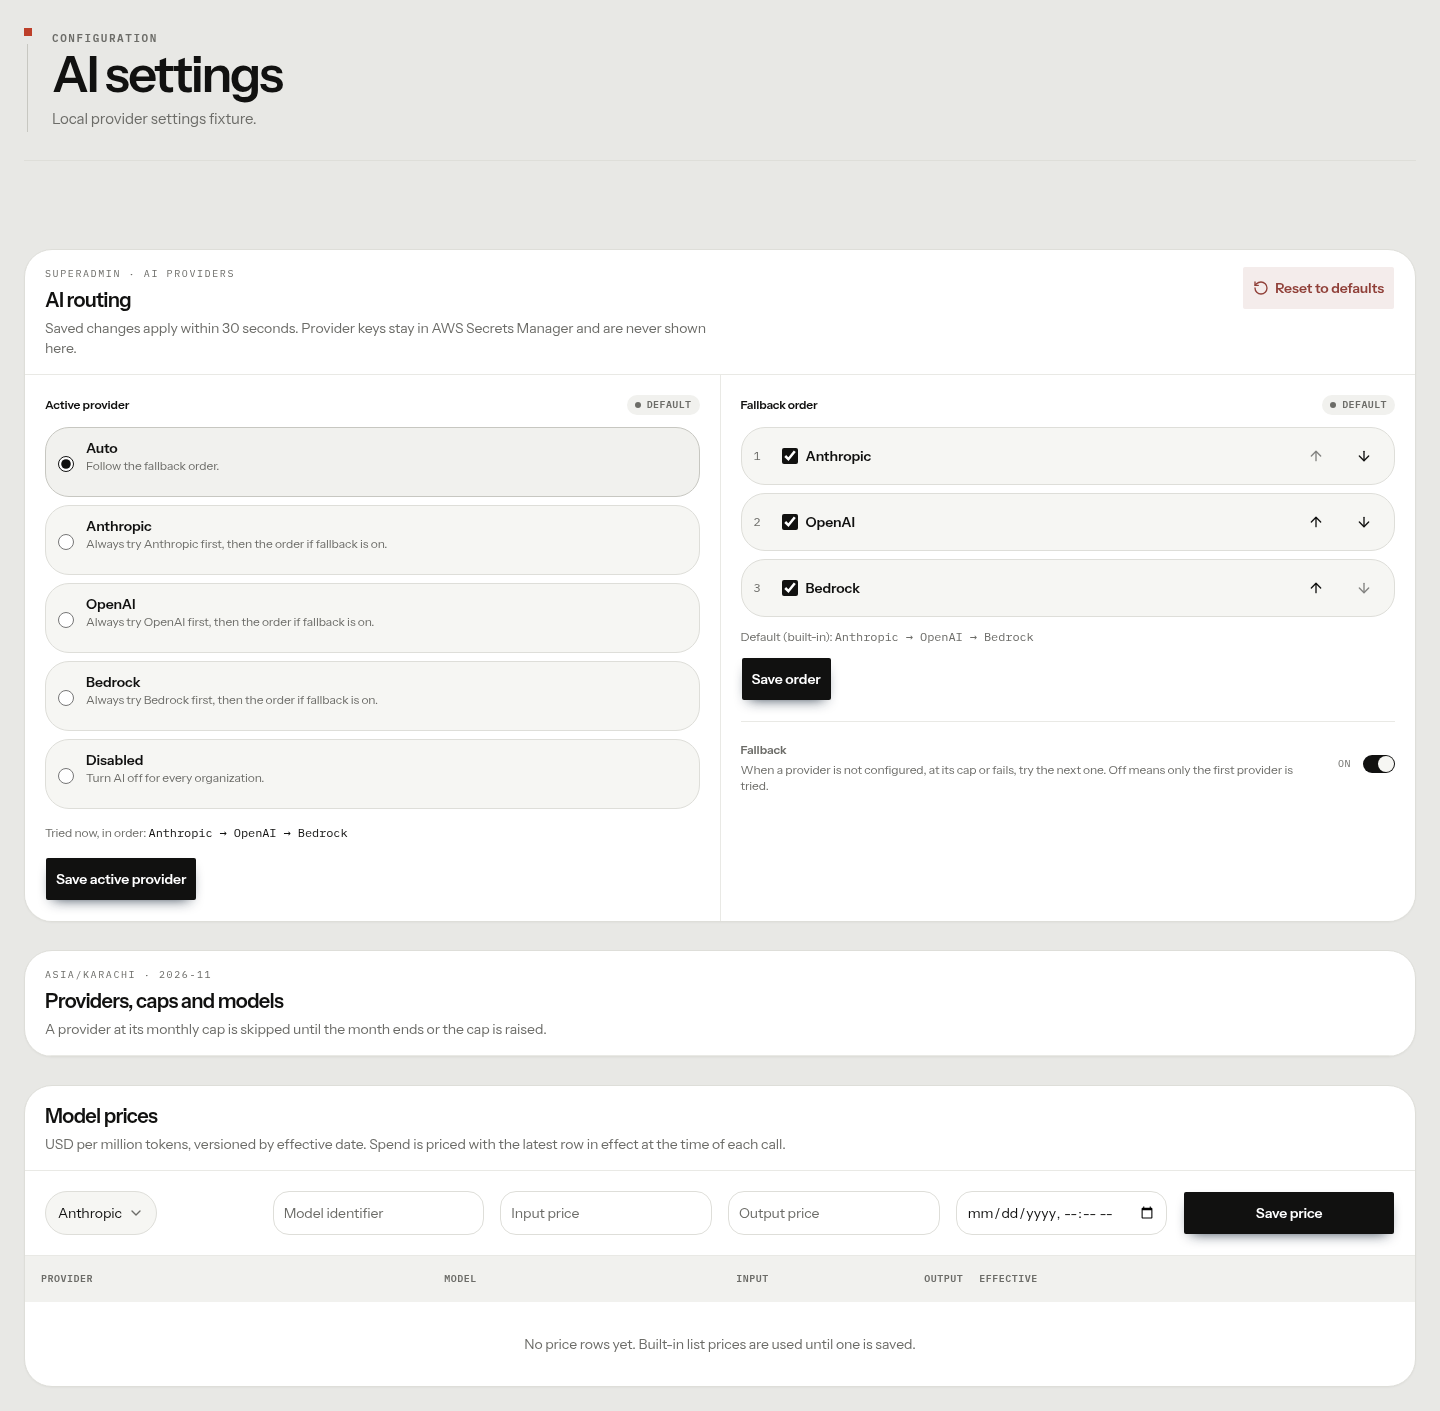 CONFIGURATION
AI settings
Local provider settings fixture.
SUPERADMIN · AI PROVIDERS
AI routing
Saved changes apply within 30 seconds. Provider keys stay in AWS Secrets Manager and are never shown
here.
Reset to defaults
Active provider
DEFAULT
Auto
Follow the fallback order.
Anthropic
Always try Anthropic first, then the order if fallback is on.
OpenAI
Always try OpenAI first, then the order if fallback is on.
Bedrock
Always try Bedrock first, then the order if fallback is on.
Disabled
Turn AI off for every organization.
Tried now, in order: Anthropic → OpenAI → Bedrock
Save active provider
Fallback order
DEFAULT
1 Anthropic
2 OpenAI
3 Bedrock
Default (built-in): Anthropic → OpenAI → Bedrock
Save order
Fallback
When a provider is not configured, at its cap or fails, try the next one. Off means only the first provider is
tried.
ON
ASIA/KARACHI · 2026-11
Providers, caps and models
A provider at its monthly cap is skipped until the month ends or the cap is raised.
Model prices
USD per million tokens, versioned by effective date. Spend is priced with the latest row in effect at the time of each call.
Anthropic Model identifier Input price Output price mm/dd/yyyy, --:-- -- Save price
PROVIDER MODEL INPUT OUTPUT EFFECTIVE
No price rows yet. Built-in list prices are used until one is saved.